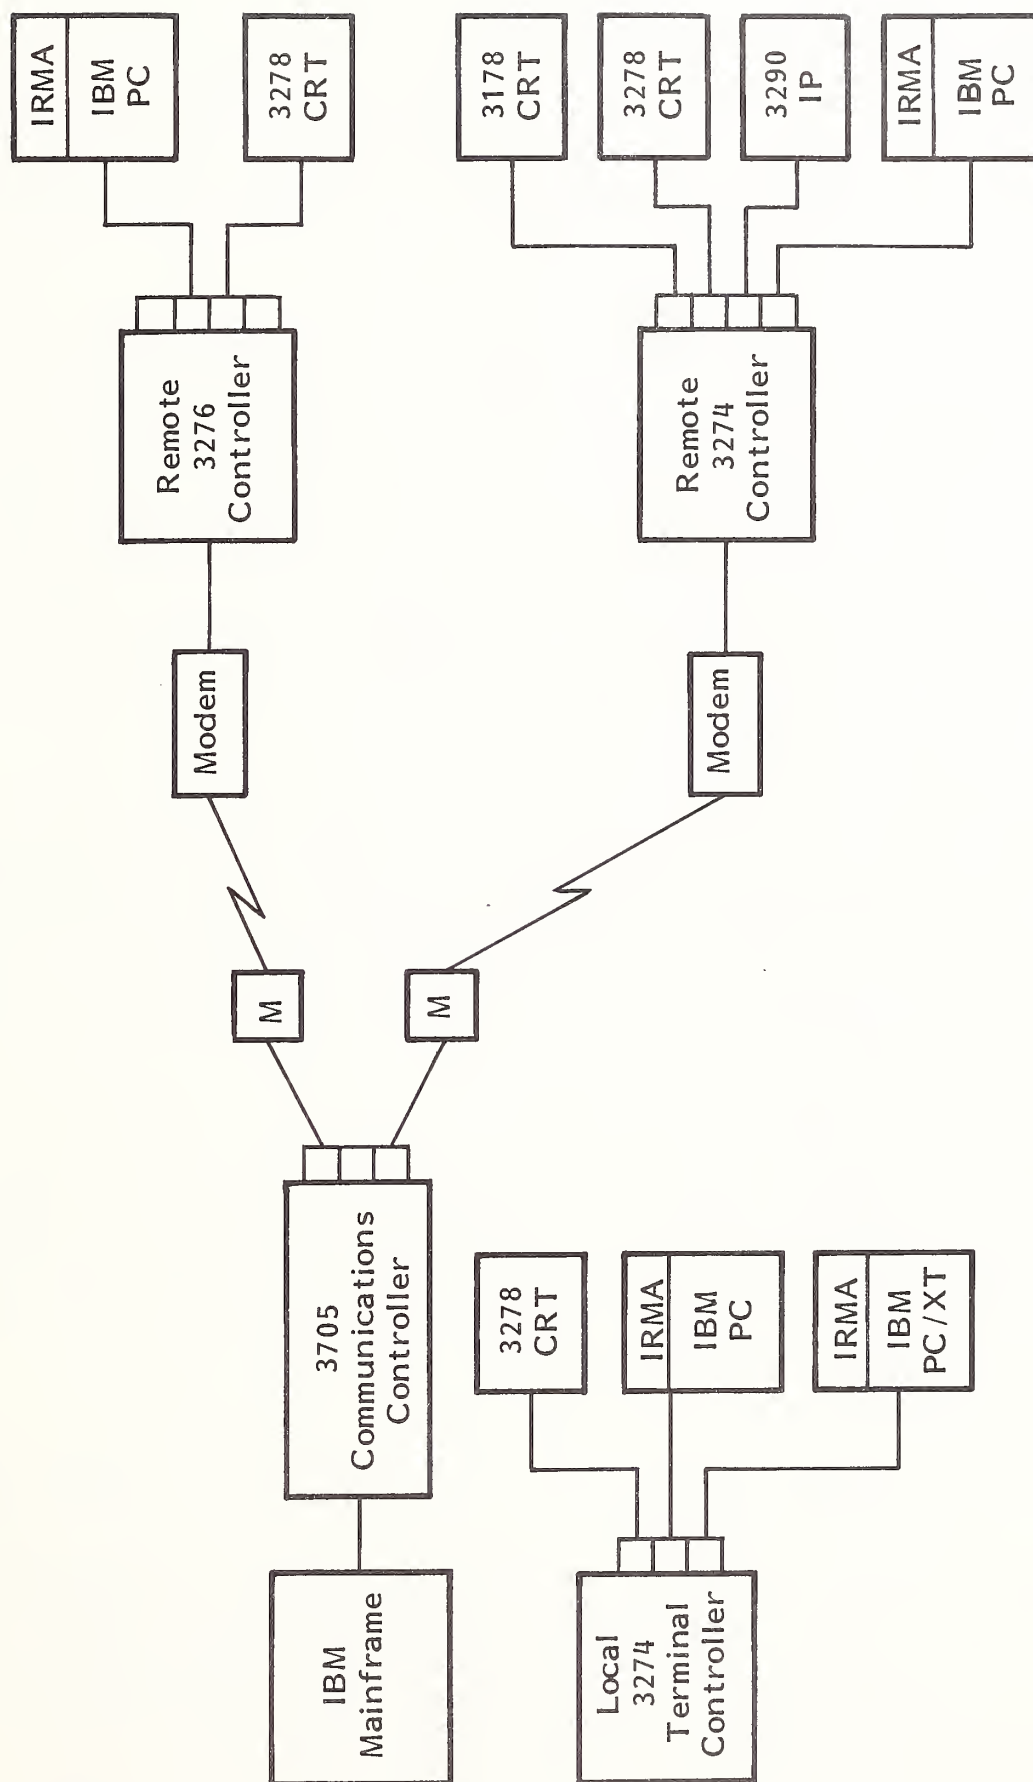 IBM
Mainframe
3705
Communications
Controller
M
M
Modem
Remote
3276
Controller
IRMA
IBM
PC
3278
CRT
Modem
Remote
3274
Controller
3178
CRT
3278
CRT
3290
IP
IRMA
IBM
PC
Local
3274
Terminal
Controller
3278
CRT
IRMA
IBM
PC
IRMA
IBM
PC/XT